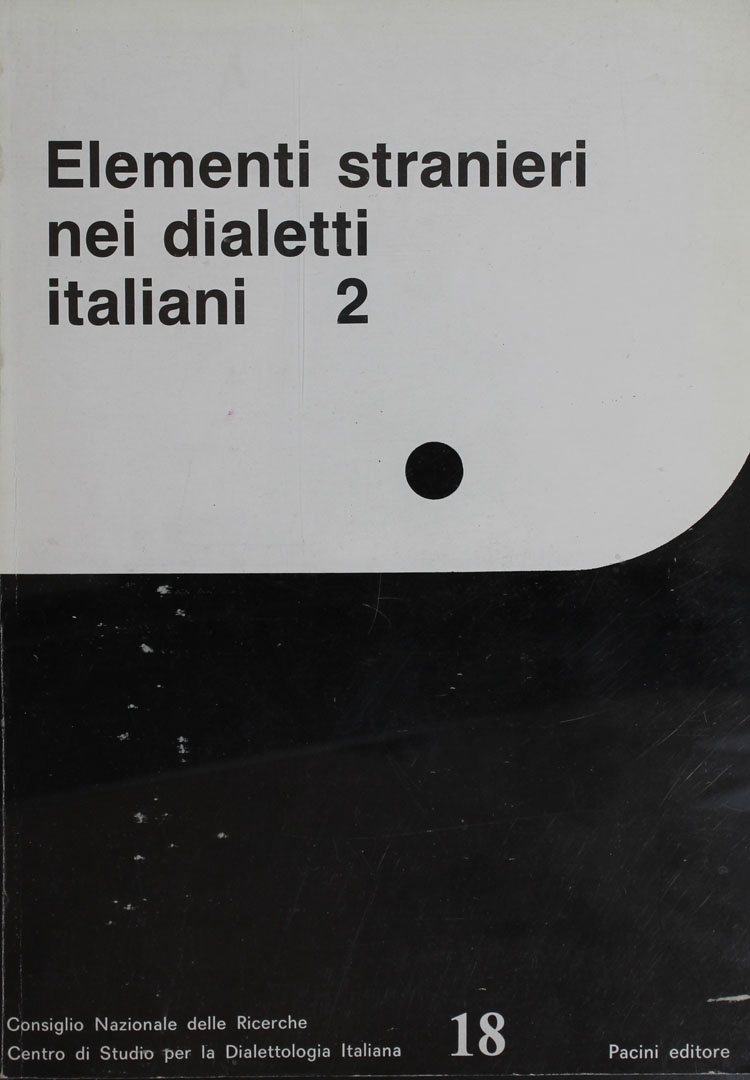 Elementi stranieri
nei dialetti
italiani 2
Consiglio Nazionale delle Ricerche
Centro di Studio per la Dialettologia Italiana
18
Pacini editore